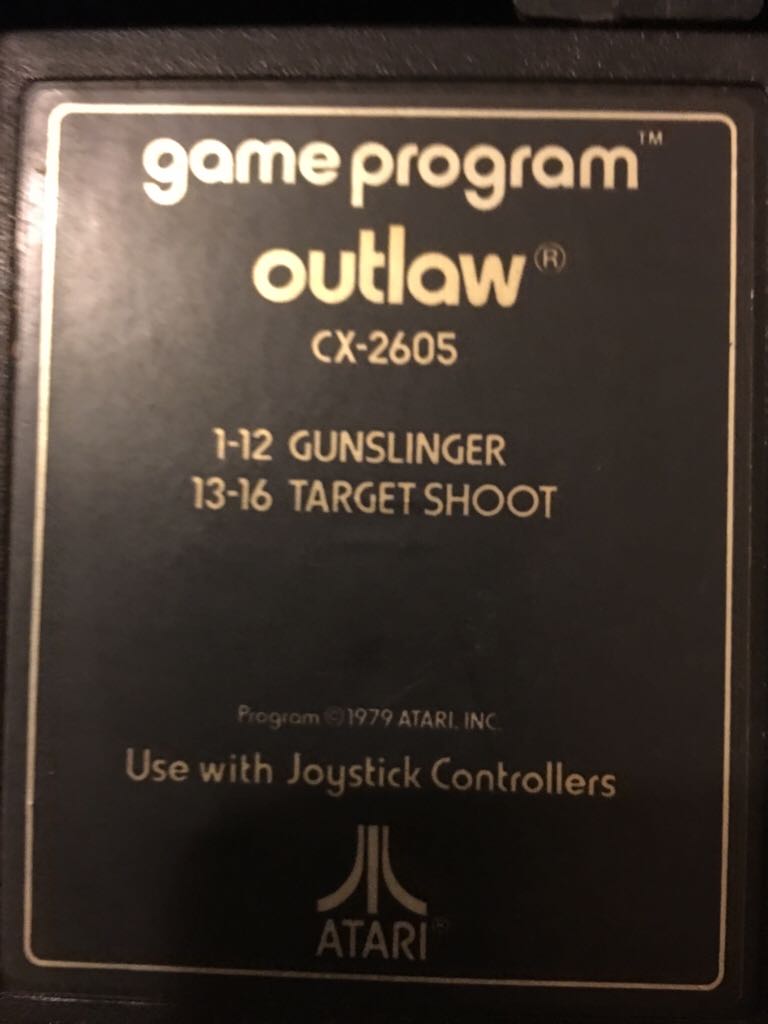 game program™
outlaw®
CX-2605
1-12 GUNSLINGER
13-16 TARGET SHOOT
Program ©1979 ATARI, INC.
Use with Joystick Controllers
ATARI®